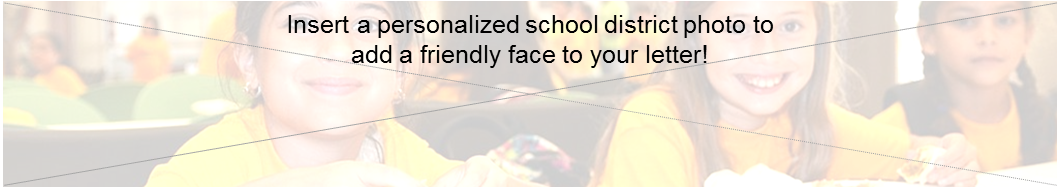 Insert a personalized school district photo to
add a friendly face to your letter!